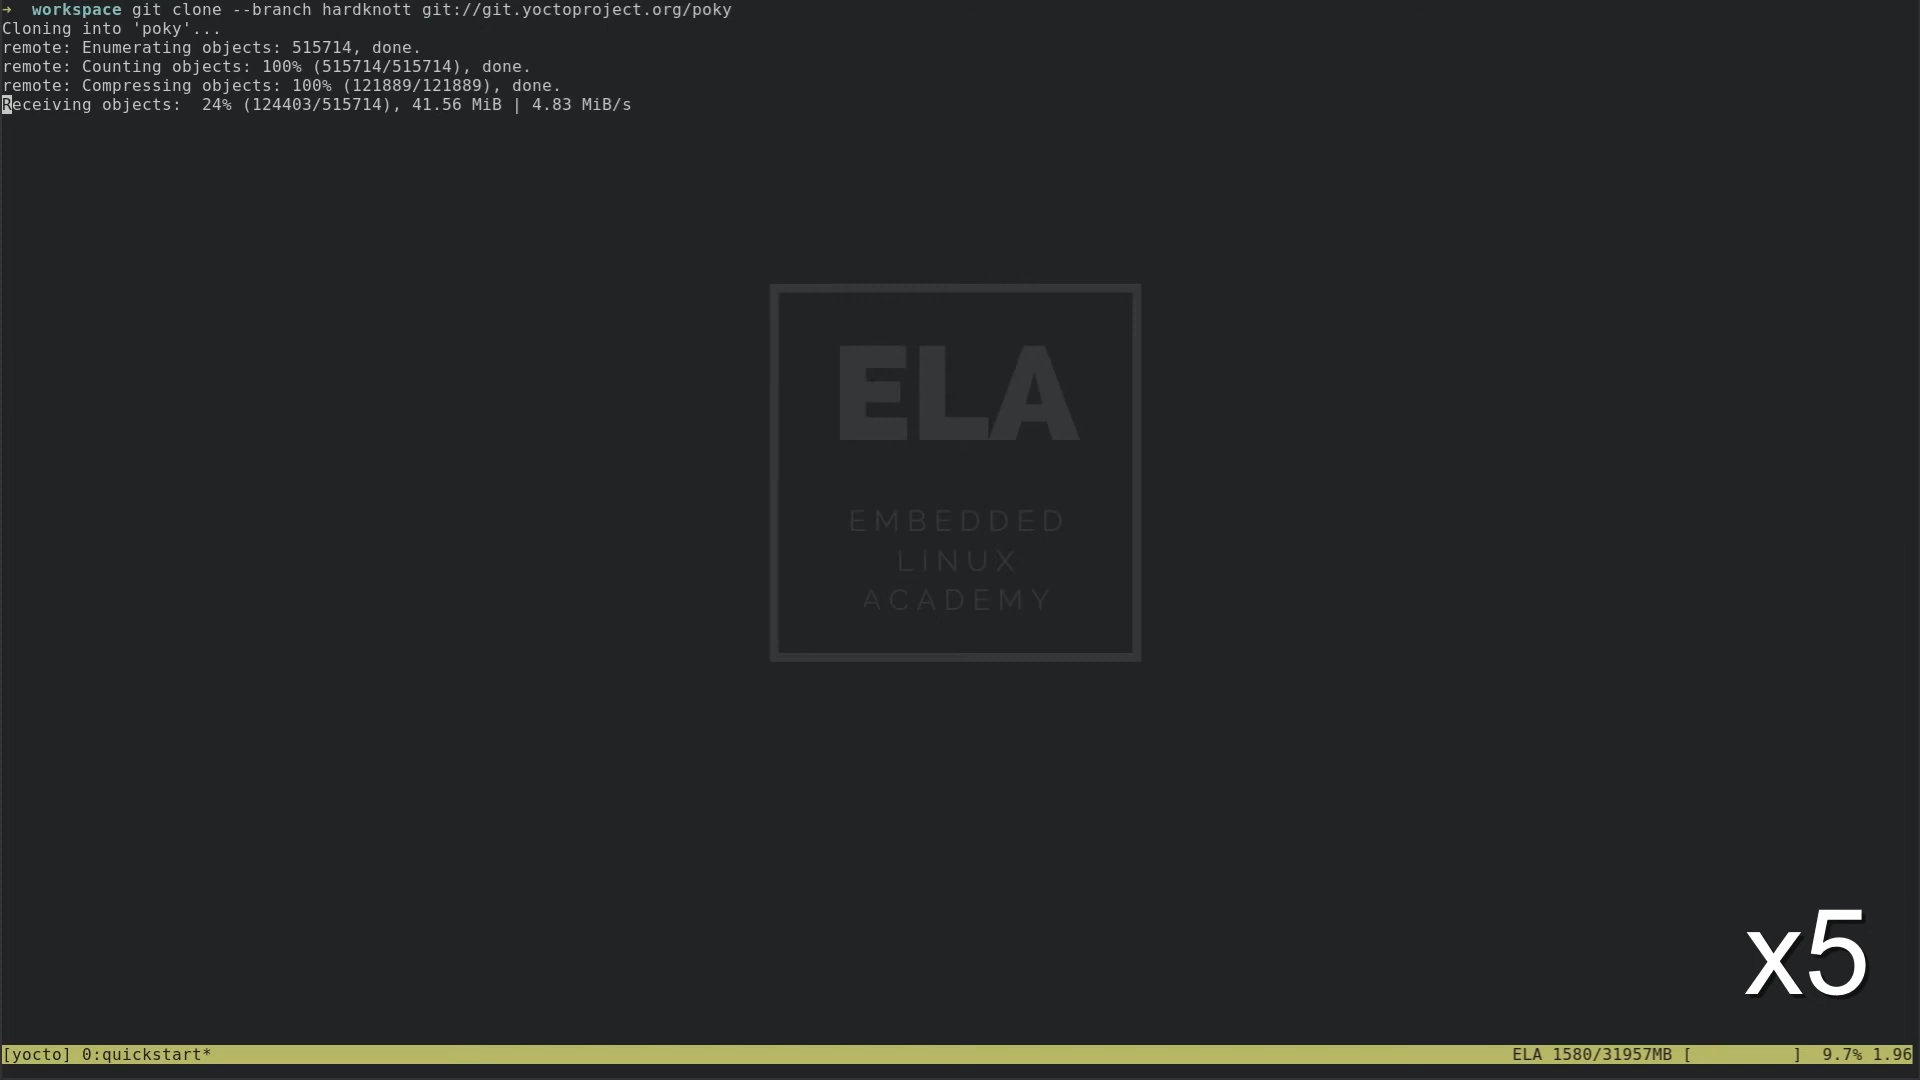 ➜  workspace git clone --branch hardknott git://git.yoctoproject.org/poky
Cloning into 'poky'...
remote: Enumerating objects: 515714, done.
remote: Counting objects: 100% (515714/515714), done.
remote: Compressing objects: 100% (121889/121889), done.
Receiving objects:  24% (124403/515714), 41.56 MiB | 4.83 MiB/s
ELA
EMBEDDED
LINUX
ACADEMY
x5
[yocto] 0:quickstart* ELA 1580/31957MB [          ]  9.7% 1.96